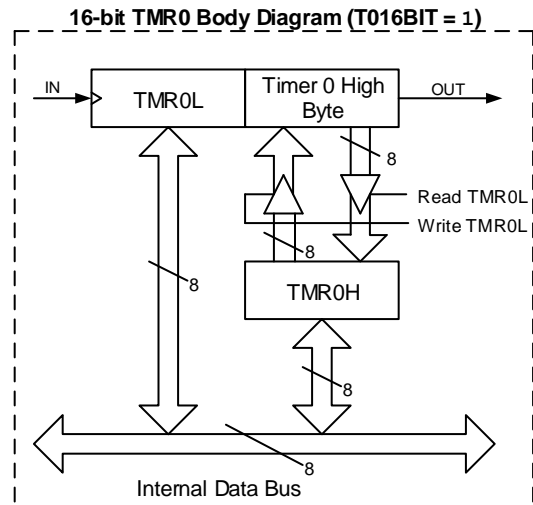 16-bit TMR0 Body Diagram (T016BIT = 1)
IN
TMR0L
Timer 0 High
Byte
OUT
8
Read TMR0L
Write TMR0L
8
8
TMR0H
8
8
Internal Data Bus